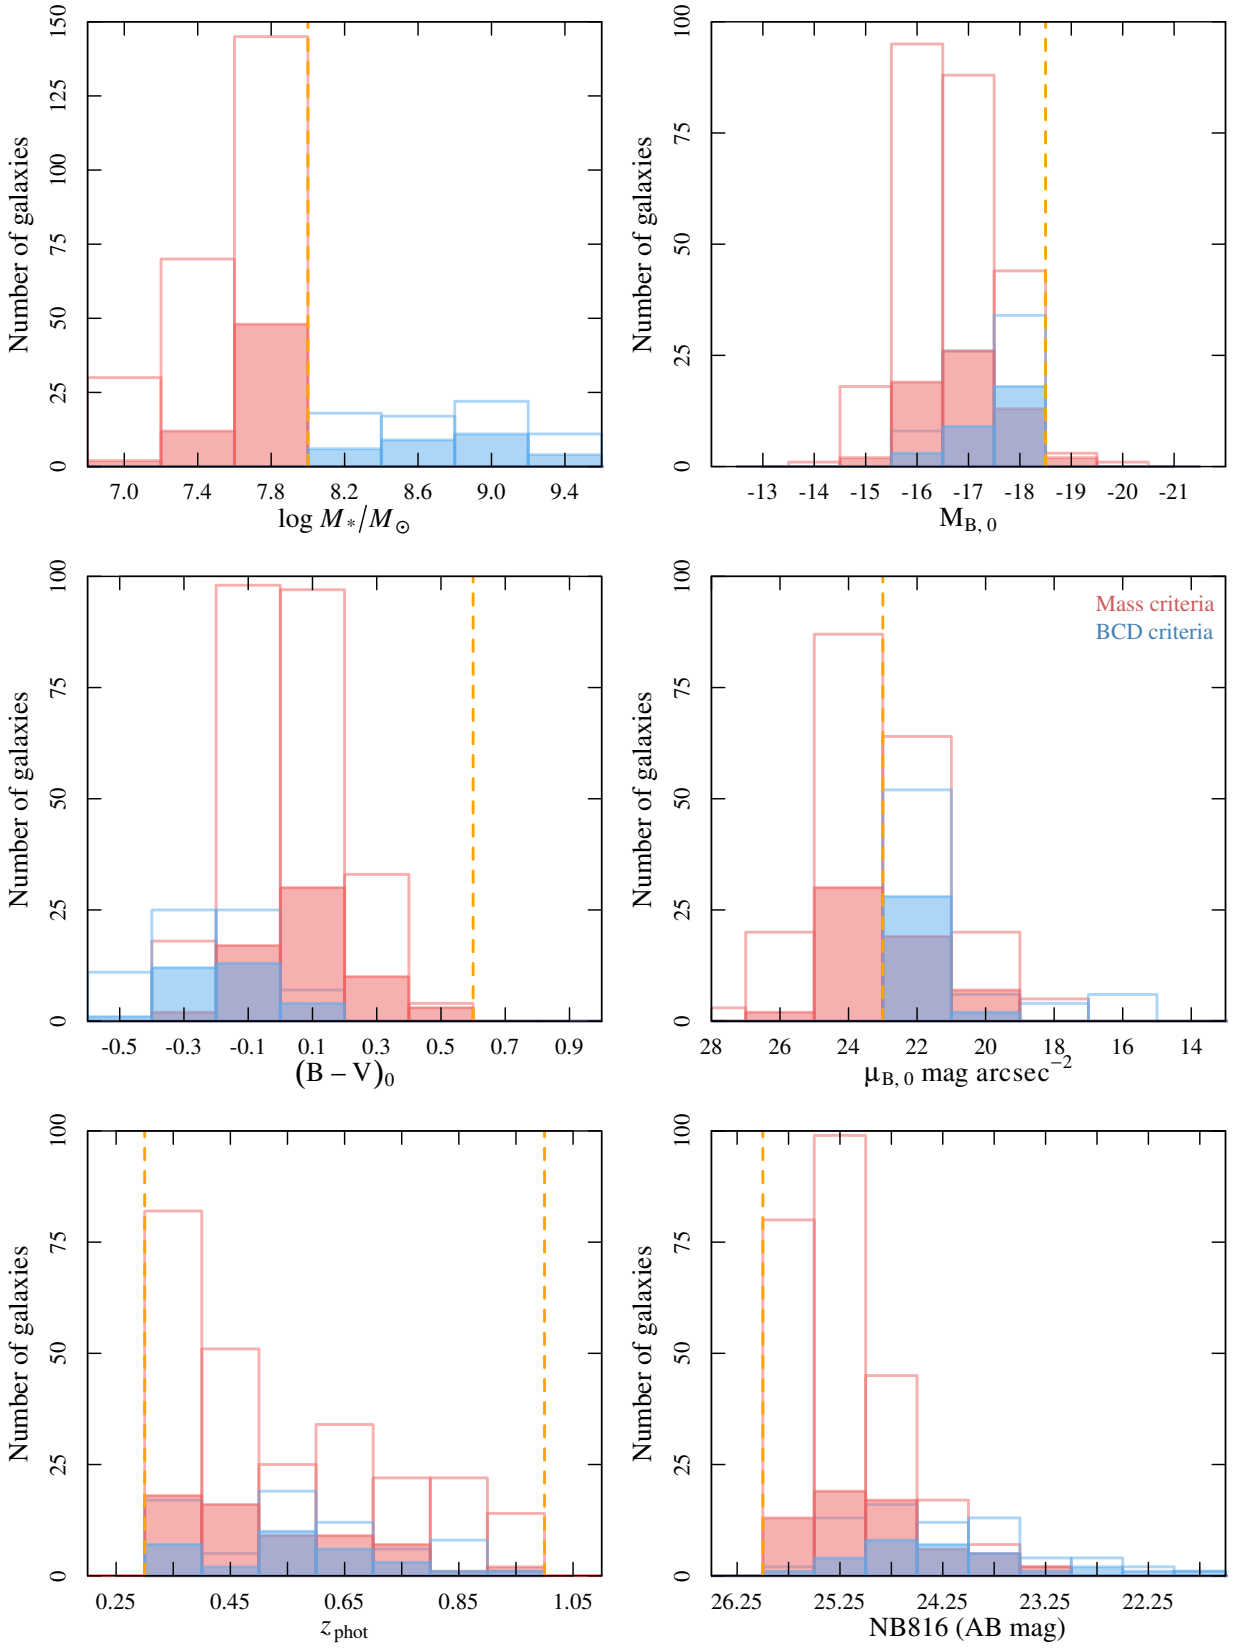 150
125
100
75
50
25
0
Number of galaxies
7.0 7.4 7.8 8.2 8.6 9.0 9.4
log M*/M⊙
100
75
50
25
0
Number of galaxies
-13 -14 -15 -16 -17 -18 -19 -20 -21
M B, 0
100
75
50
25
0
Number of galaxies
-0.5 -0.3 -0.1 0.1 0.3 0.5 0.7 0.9
(B – V)0
100
75
50
25
0
Number of galaxies
Mass criteria
BCD criteria
28 26 24 22 20 18 16 14
μB, 0 mag arcsec−2
100
75
50
25
0
Number of galaxies
0.25 0.45 0.65 0.85 1.05
zphot
100
75
50
25
0
Number of galaxies
26.25 25.25 24.25 23.25 22.25
NB816 (AB mag)